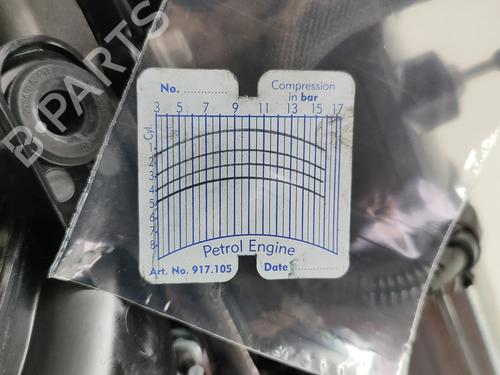 B-PARTS
No. ............
Compression
in bar
3 5 7 9 11 13 15 17
Cyl.
1
2
3
4
5
6
7
8
Petrol Engine
Art. No. 917.105
Date ............
B-PARTS